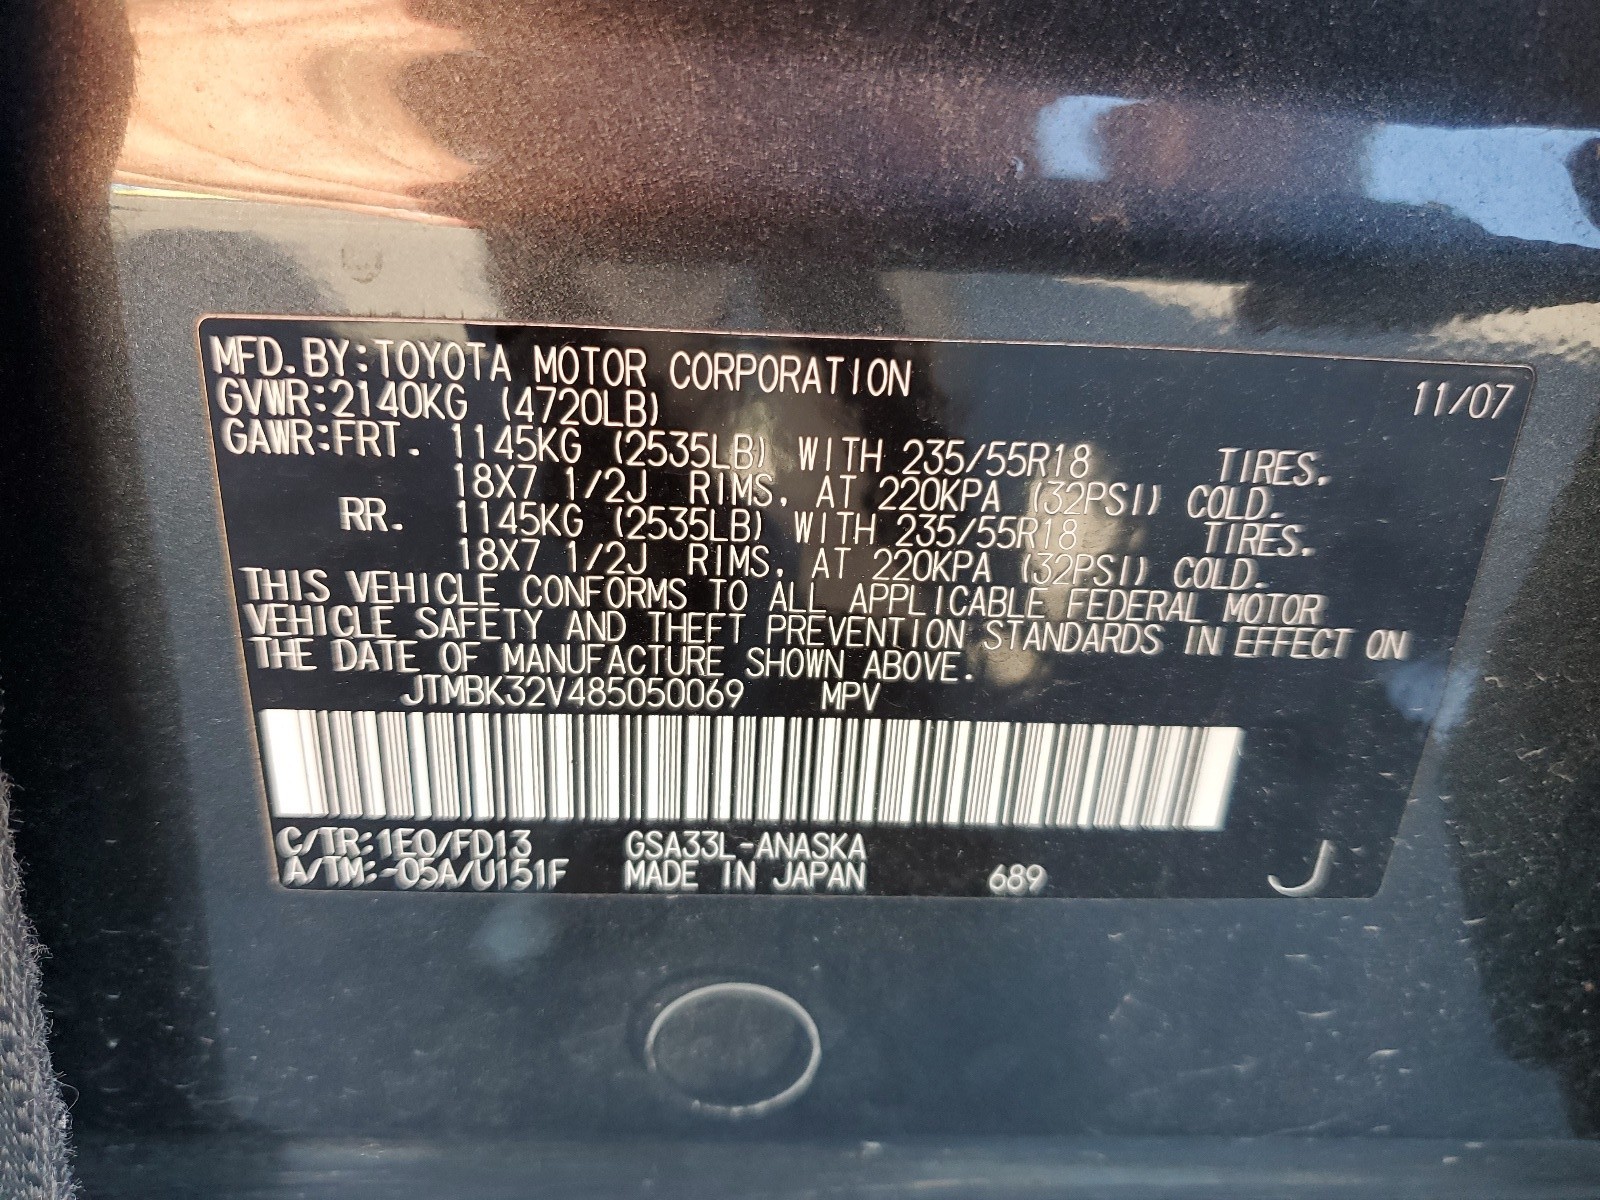 MFD. BY:TOYOTA MOTOR CORPORATION 11/07
GVWR:2140KG (4720LB)
GAWR:FRT. 1145KG (2535LB) WITH 235/55R18 TIRES.
18X7 1/2J RIMS, AT 220KPA (32PSI) COLD.
RR. 1145KG (2535LB) WITH 235/55R18 TIRES.
18X7 1/2J RIMS, AT 220KPA (32PSI) COLD.
THIS VEHICLE CONFORMS TO ALL APPLICABLE FEDERAL MOTOR
VEHICLE SAFETY AND THEFT PREVENTION STANDARDS IN EFFECT ON
THE DATE OF MANUFACTURE SHOWN ABOVE.
JTMBK32V485050069 MPV
C/TR:1E0/FD13 GSA33L-ANASKA
A/TM:-05A/U151F MADE IN JAPAN 689 J